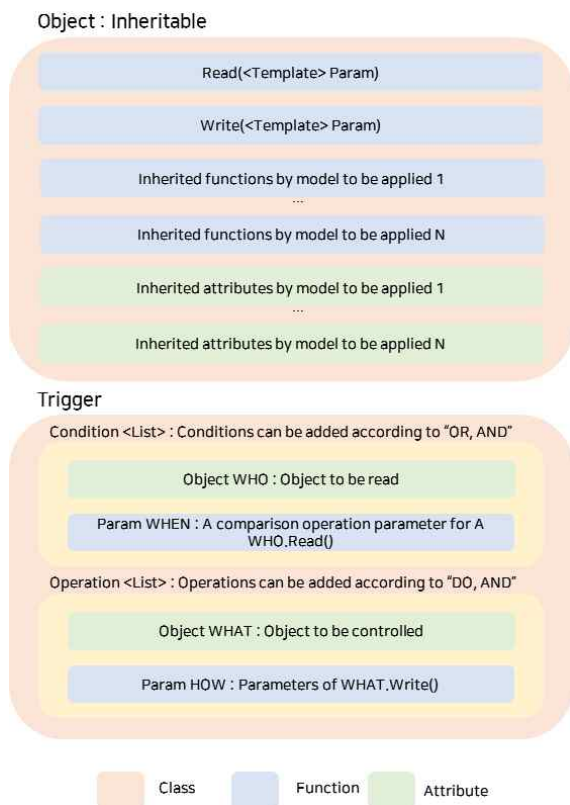 Object : Inheritable
Read(<Template> Param)
Write(<Template> Param)
Inherited functions by model to be applied 1
...
Inherited functions by model to be applied N
Inherited attributes by model to be applied 1
...
Inherited attributes by model to be applied N
Trigger
Condition <List> : Conditions can be added according to “OR, AND”
Object WHO : Object to be read
Param WHEN : A comparison operation parameter for A
WHO.Read()
Operation <List> : Operations can be added according to “DO, AND”
Object WHAT : Object to be controlled
Param HOW : Parameters of WHAT.Write()
Class
Function
Attribute